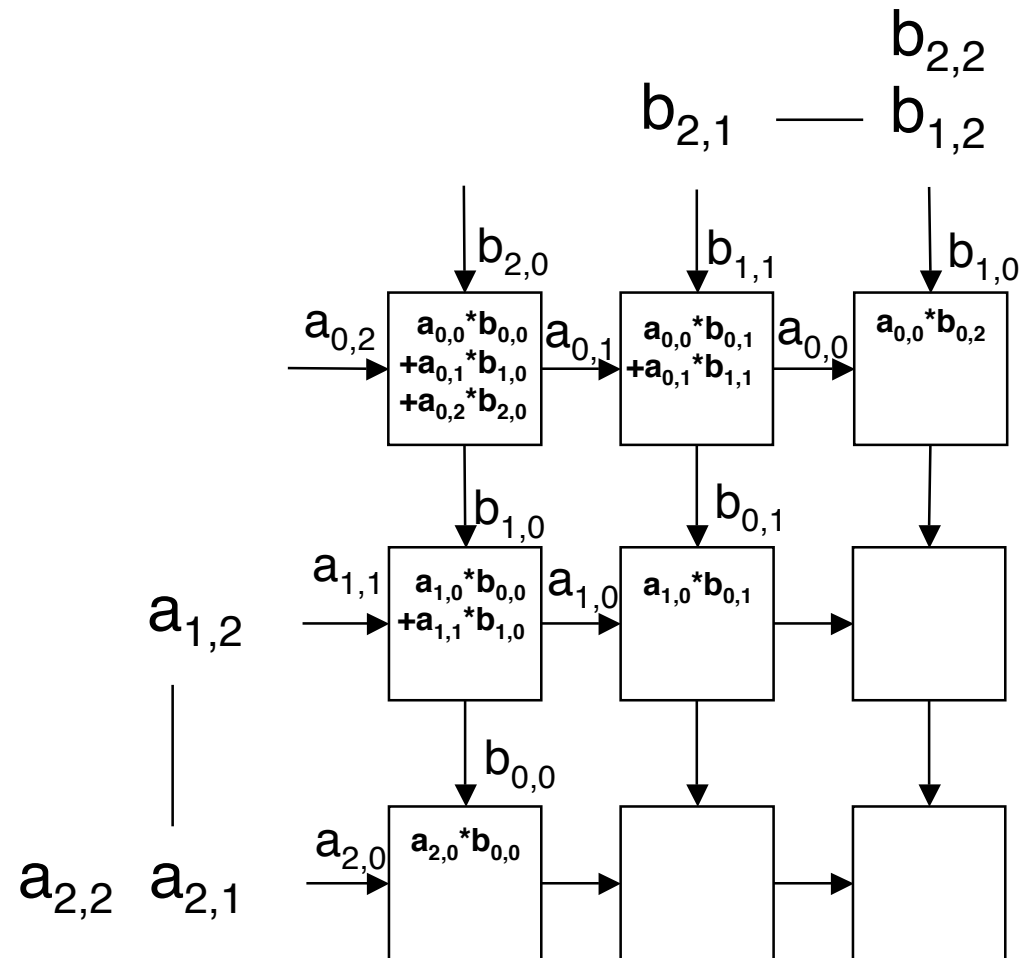 b2,2
b2,1 — b1,2
b2,0 b1,1 b1,0
a0,2 a0,0*b0,0 a0,1 a0,0*b0,1 a0,0 a0,0*b0,2
+a0,1*b1,0 +a0,1*b1,1
+a0,2*b2,0
b1,0 b0,1
a1,1 a1,0*b0,0 a1,0 a1,0*b0,1
a1,2 +a1,1*b1,0
b0,0
a2,0 a2,0*b0,0
a2,2 a2,1